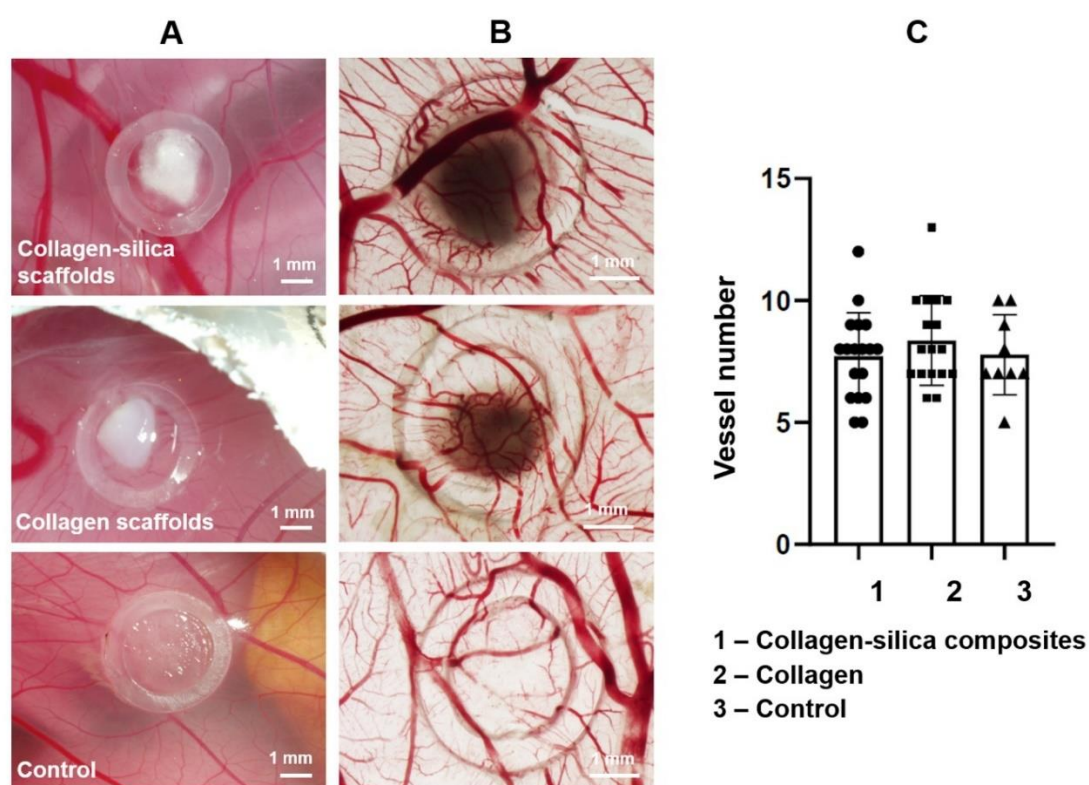 A
B
C
Collagen-silica
scaffolds
1 mm
1 mm
Collagen scaffolds
1 mm
1 mm
Control
1 mm
1 mm
15
10
5
0
Vessel number
1 2 3
1 – Collagen-silica composites
2 – Collagen
3 – Control